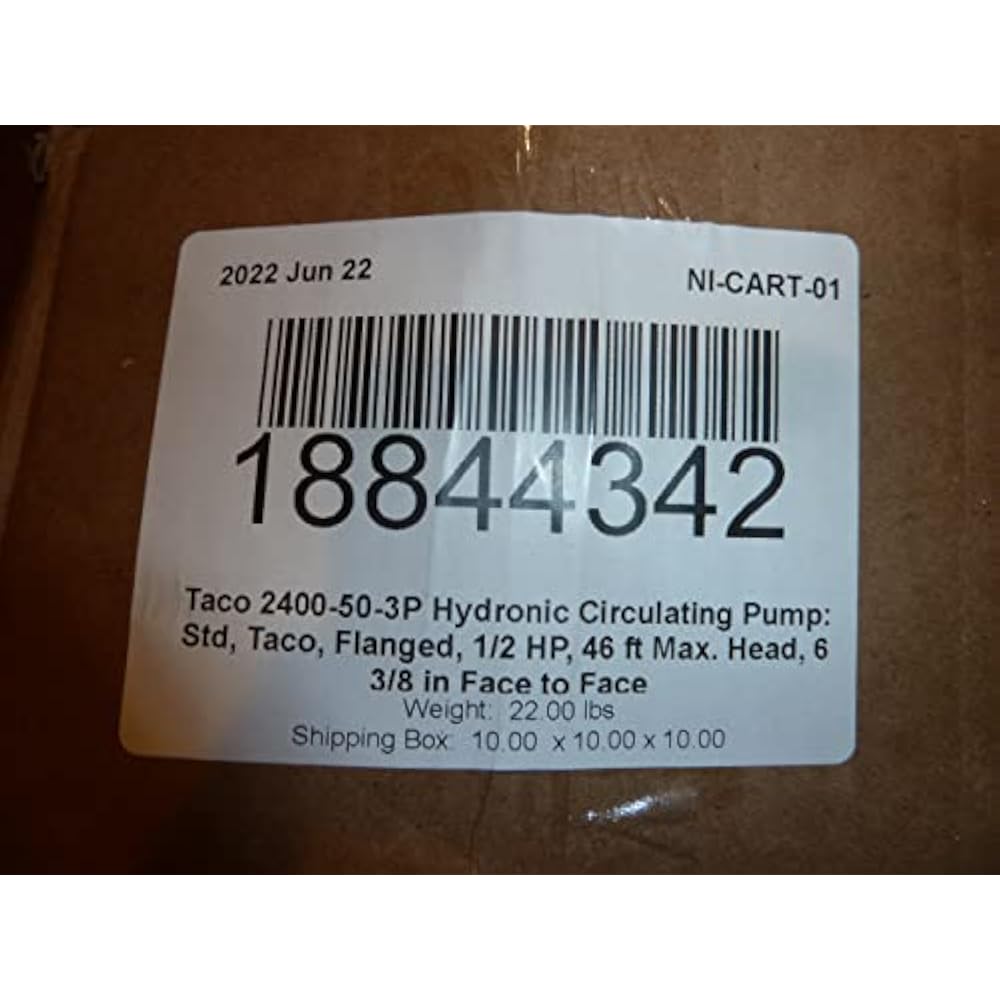 2022 Jun 22
NI-CART-01
18844342
Taco 2400-50-3P Hydronic Circulating Pump:
Std, Taco, Flanged, 1/2 HP, 46 ft Max. Head, 6
3/8 in Face to Face
Weight: 22.00 lbs
Shipping Box: 10.00 x 10.00 x 10.00